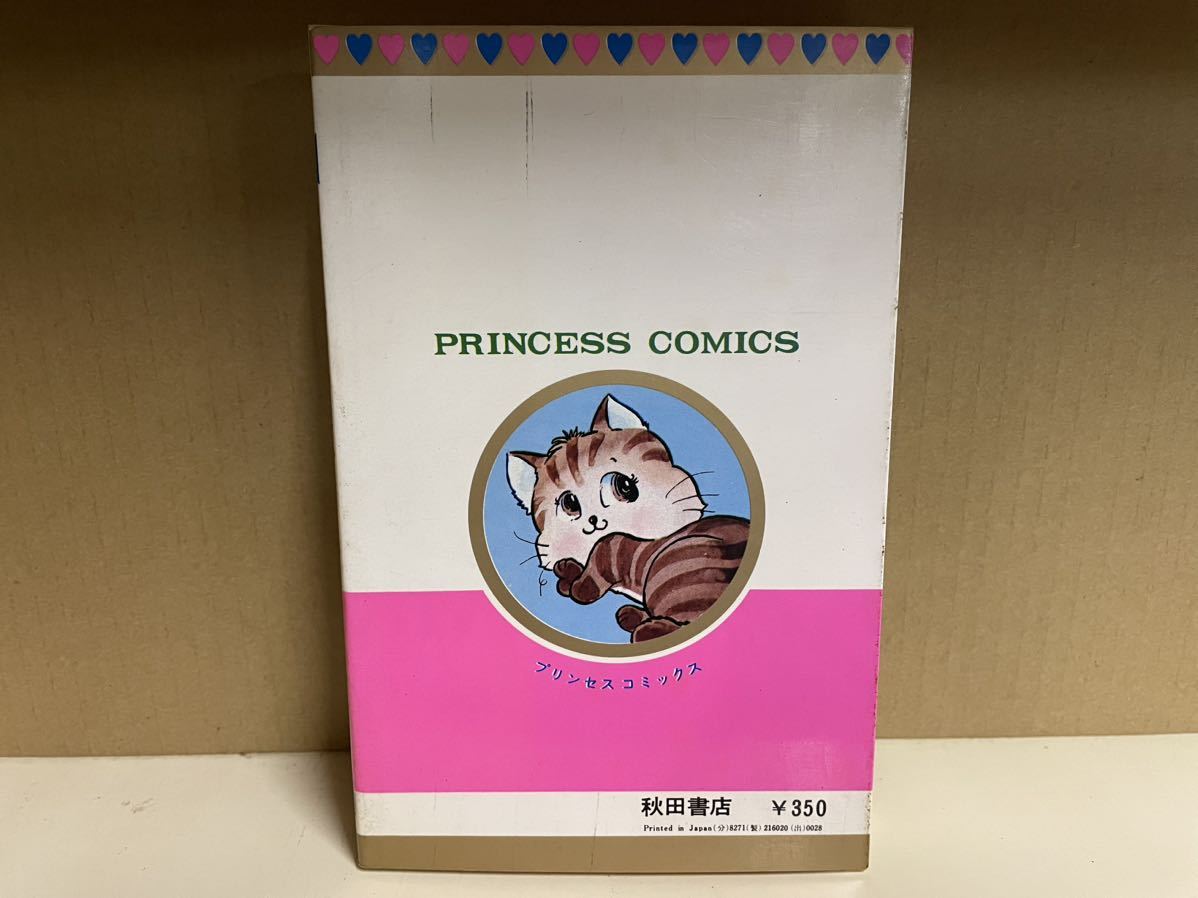 PRINCESS COMICS
プリンセスコミックス
秋田書店 ¥350
Printed in Japan(分)8271(製)216020(出)0028